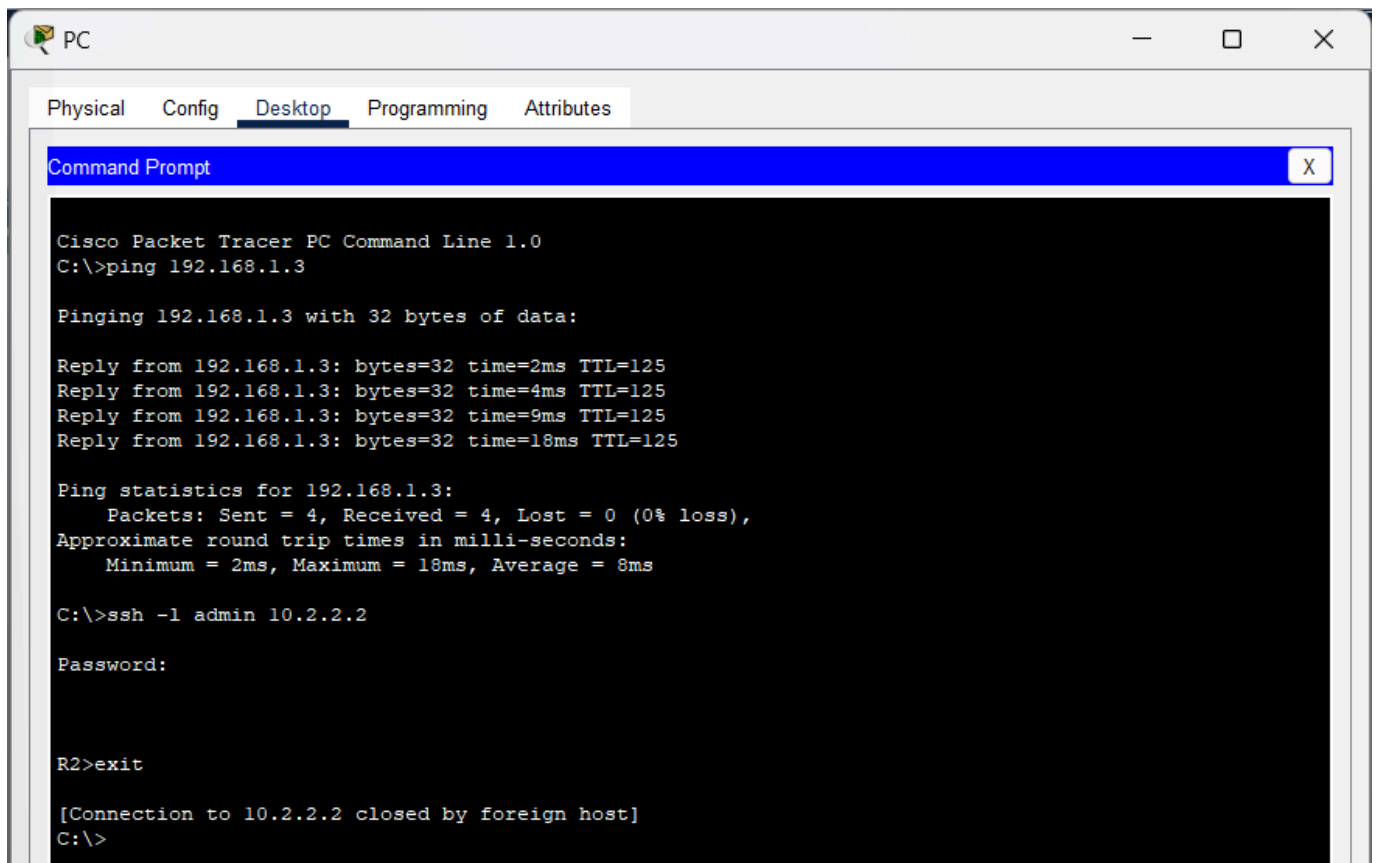 PC
Physical Config Desktop Programming Attributes
Command Prompt
X
Cisco Packet Tracer PC Command Line 1.0
C:\>ping 192.168.1.3
Pinging 192.168.1.3 with 32 bytes of data:
Reply from 192.168.1.3: bytes=32 time=2ms TTL=125
Reply from 192.168.1.3: bytes=32 time=4ms TTL=125
Reply from 192.168.1.3: bytes=32 time=9ms TTL=125
Reply from 192.168.1.3: bytes=32 time=18ms TTL=125
Ping statistics for 192.168.1.3:
Packets: Sent = 4, Received = 4, Lost = 0 (0% loss),
Approximate round trip times in milli-seconds:
Minimum = 2ms, Maximum = 18ms, Average = 8ms
C:\>ssh -l admin 10.2.2.2
Password:
R2>exit
[Connection to 10.2.2.2 closed by foreign host]
C:\>